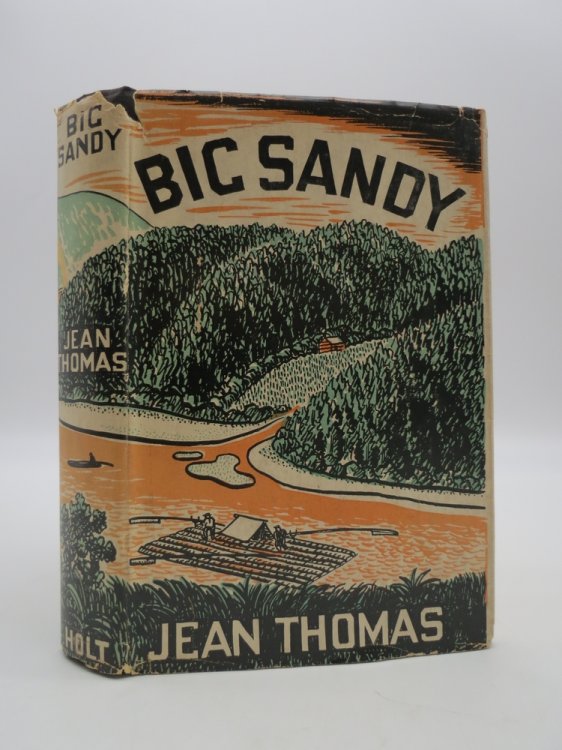 BIG
SANDY
JEAN
THOMAS
HOLT
BIG SANDY
JEAN THOMAS